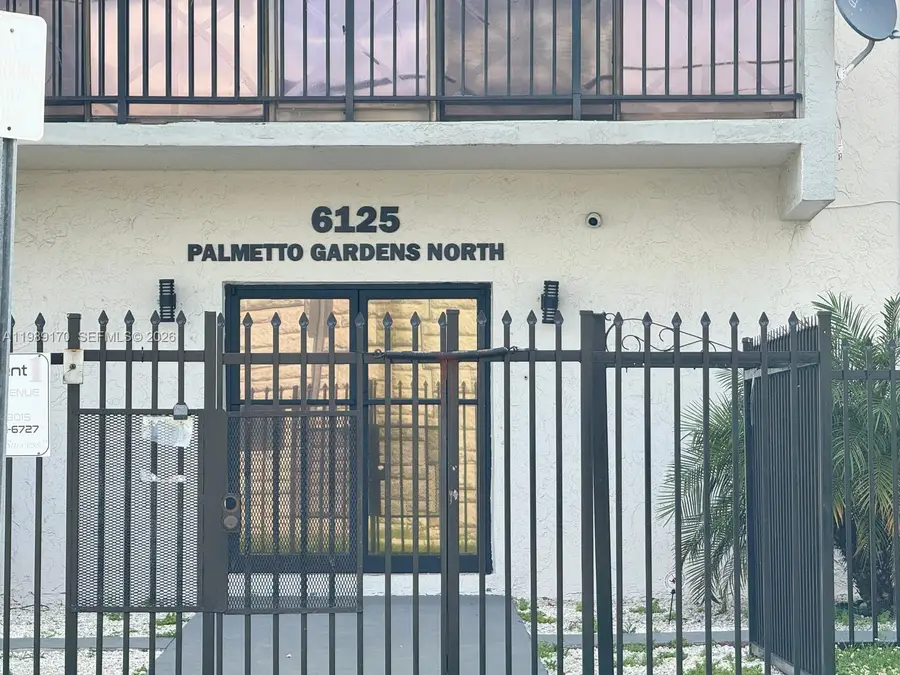 6125
PALMETTO GARDENS NORTH
A11989170 SEFMLS © 2026
nt
ENUE
-6727